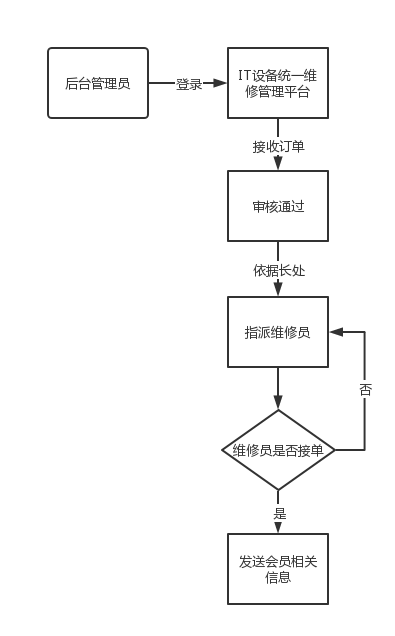 后台管理员
登录
IT设备统一维
修管理平台
接收订单
审核通过
依据长处
指派维修员
否
维修员是否接单
是
发送会员相关
信息